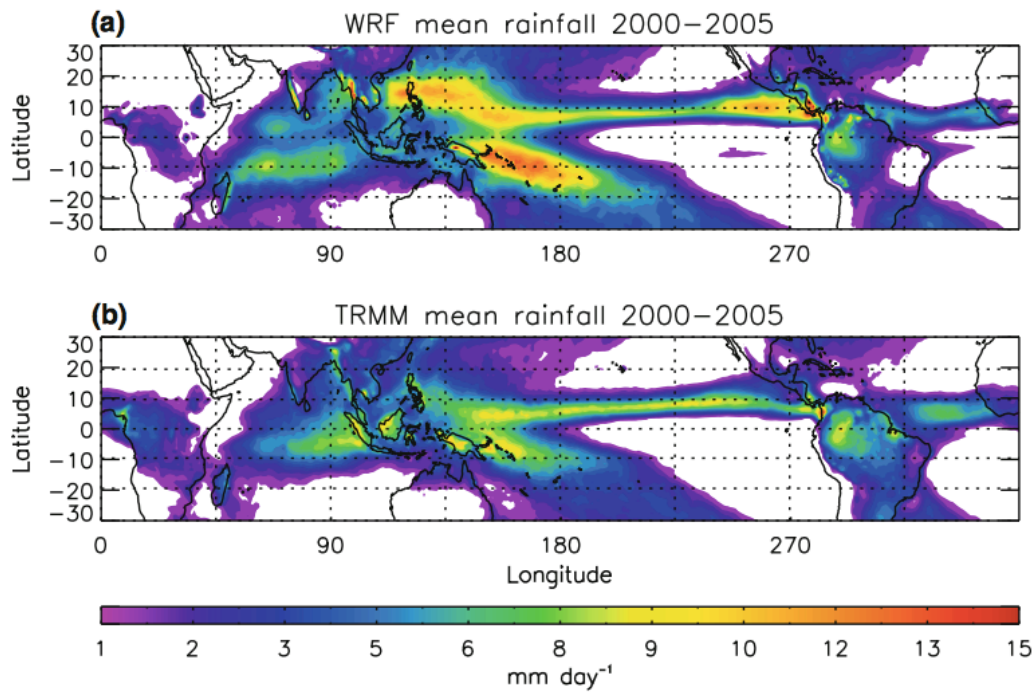 (a) WRF mean rainfall 2000−2005
30
20
10
0
−10
−20
−30
Latitude
0 90 180 270
(b) TRMM mean rainfall 2000−2005
30
20
10
0
−10
−20
−30
Latitude
0 90 180 270
Longitude
1 2 3 5 6 8 9 10 12 13 15
mm day⁻¹